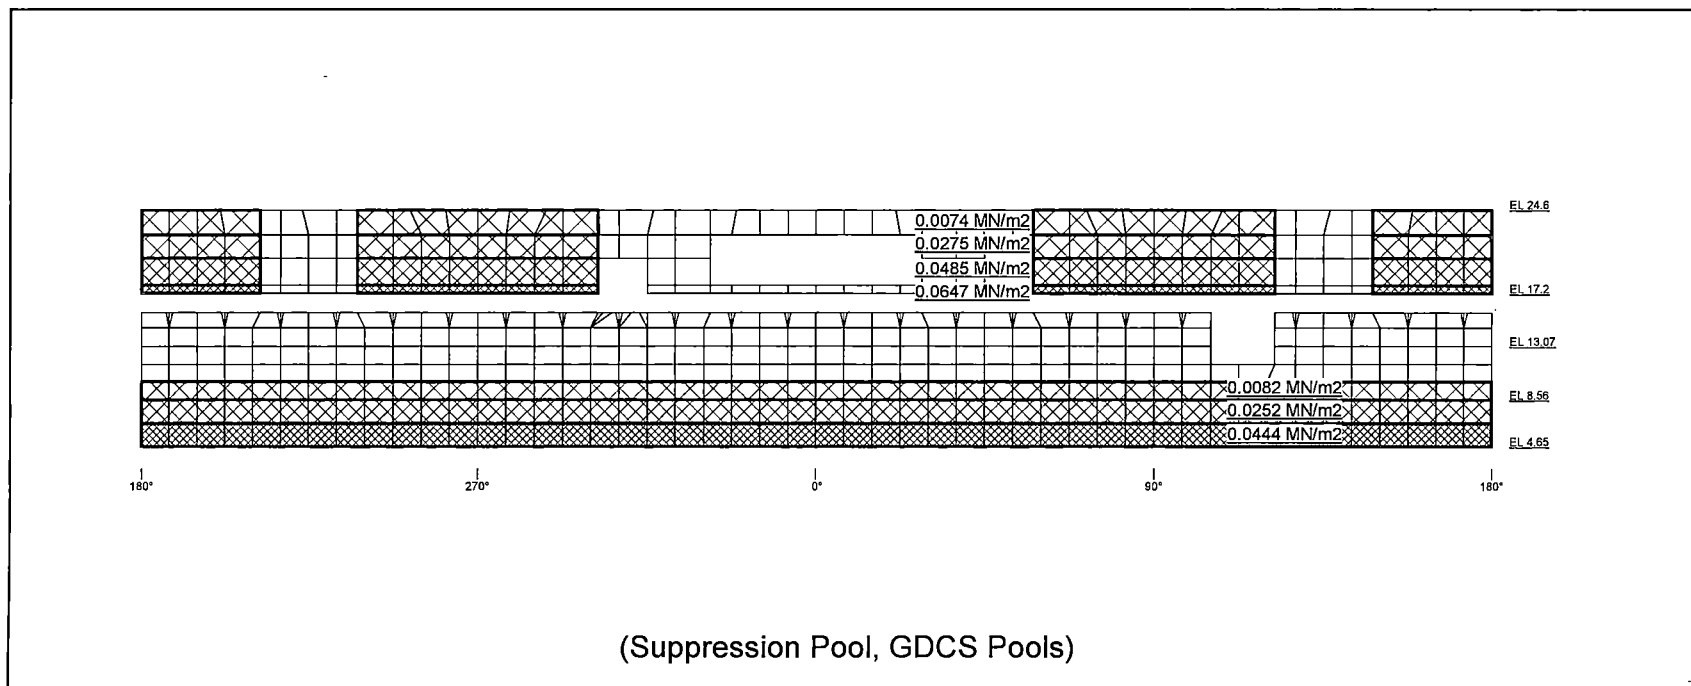 EL 24.6
0.0074 MN/m2
0.0275 MN/m2
0.0485 MN/m2
0.0647 MN/m2
EL 17.2
EL 13.07
0.0082 MN/m2
EL 8.56
0.0252 MN/m2
0.0444 MN/m2
EL 4.65
180° 270° 0° 90° 180°
(Suppression Pool, GDCS Pools)